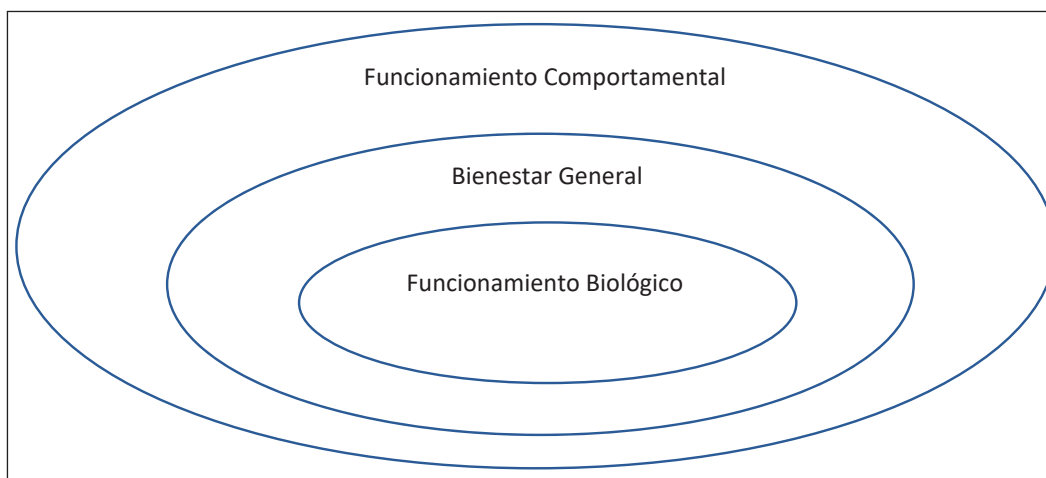 Funcionamiento Comportamental
Bienestar General
Funcionamiento Biológico